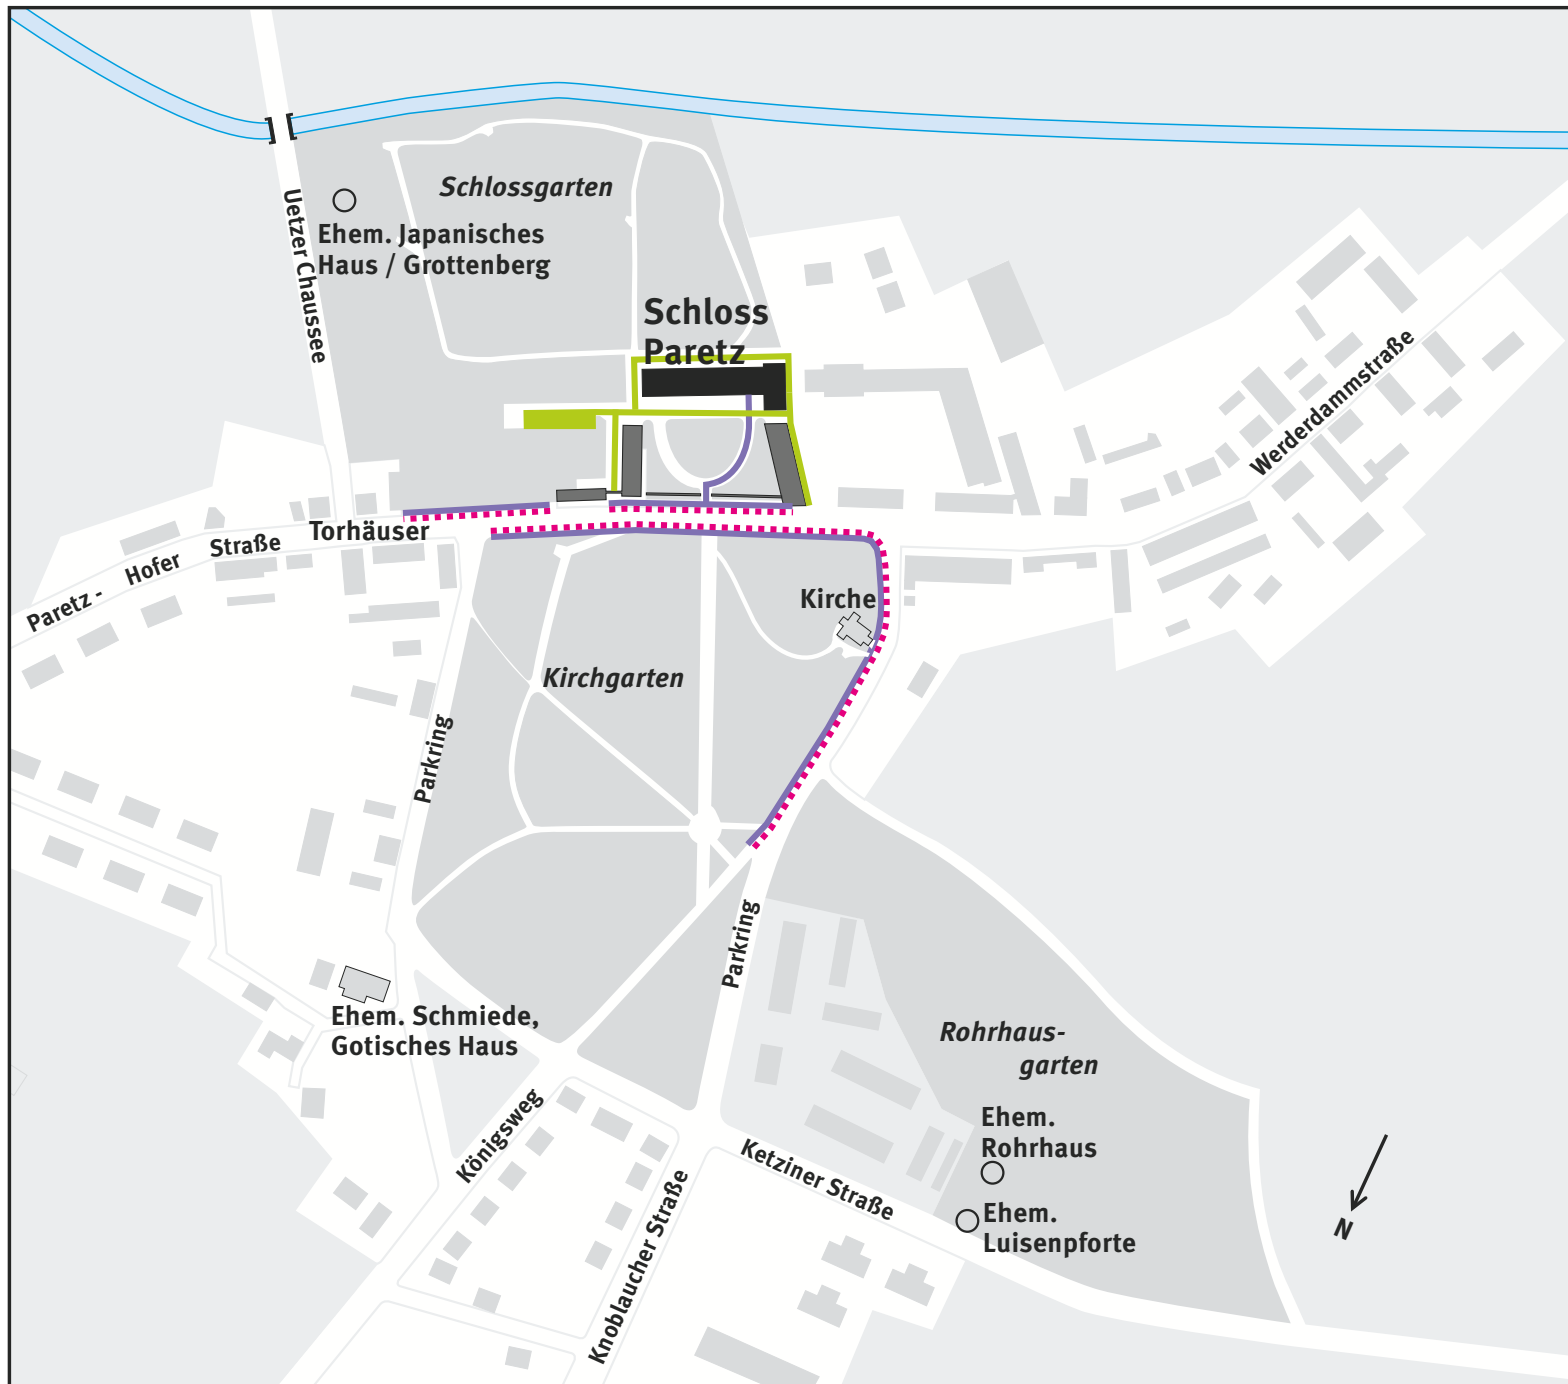 Schlossgarten
Ehem. Japanisches
Haus / Grottenberg
Uetzer Chaussee
Schloss
Paretz
Werderdammstraße
Torhäuser
Paretz - Hofer Straße
Kirche
Kirchgarten
Parkring
Parkring
Ehem. Schmiede,
Gotisches Haus
Rohrhaus-
garten
Königsweg
Ehem.
Rohrhaus
Ketziner Straße
Knoblaucher Straße
Ehem.
Luisenpforte
N